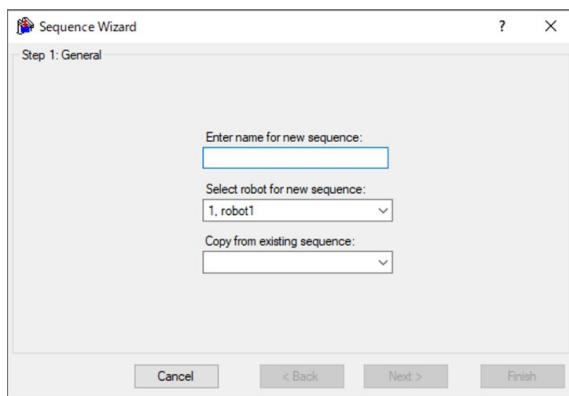 Sequence Wizard ?
Step 1: General
Enter name for new sequence:
Select robot for new sequence:
1, robot1
Copy from existing sequence:
Cancel < Back Next > Finish